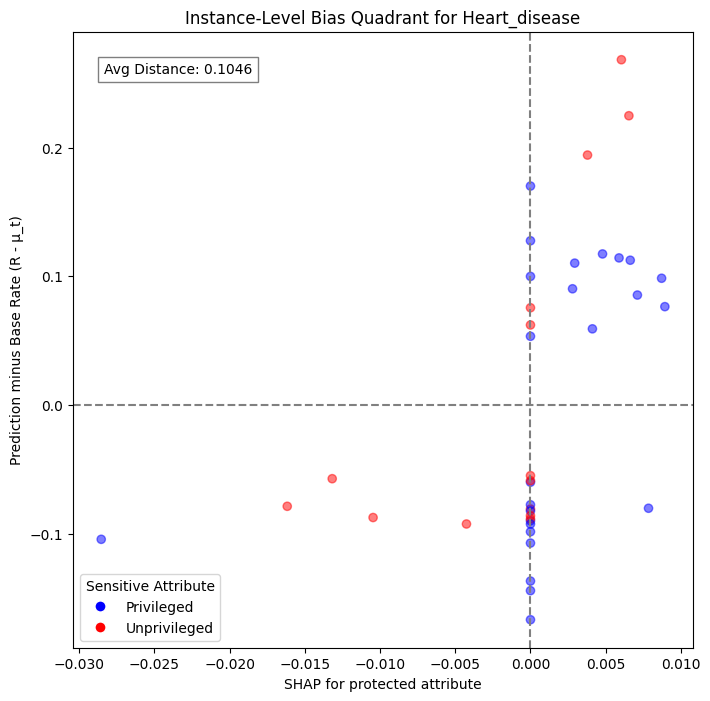 Instance-Level Bias Quadrant for Heart_disease
Avg Distance: 0.1046
Prediction minus Base Rate (R - μ_t)
0.2
0.1
0.0
−0.1
Sensitive Attribute
Privileged
Unprivileged
−0.030 −0.025 −0.020 −0.015 −0.010 −0.005 0.000 0.005 0.010
SHAP for protected attribute